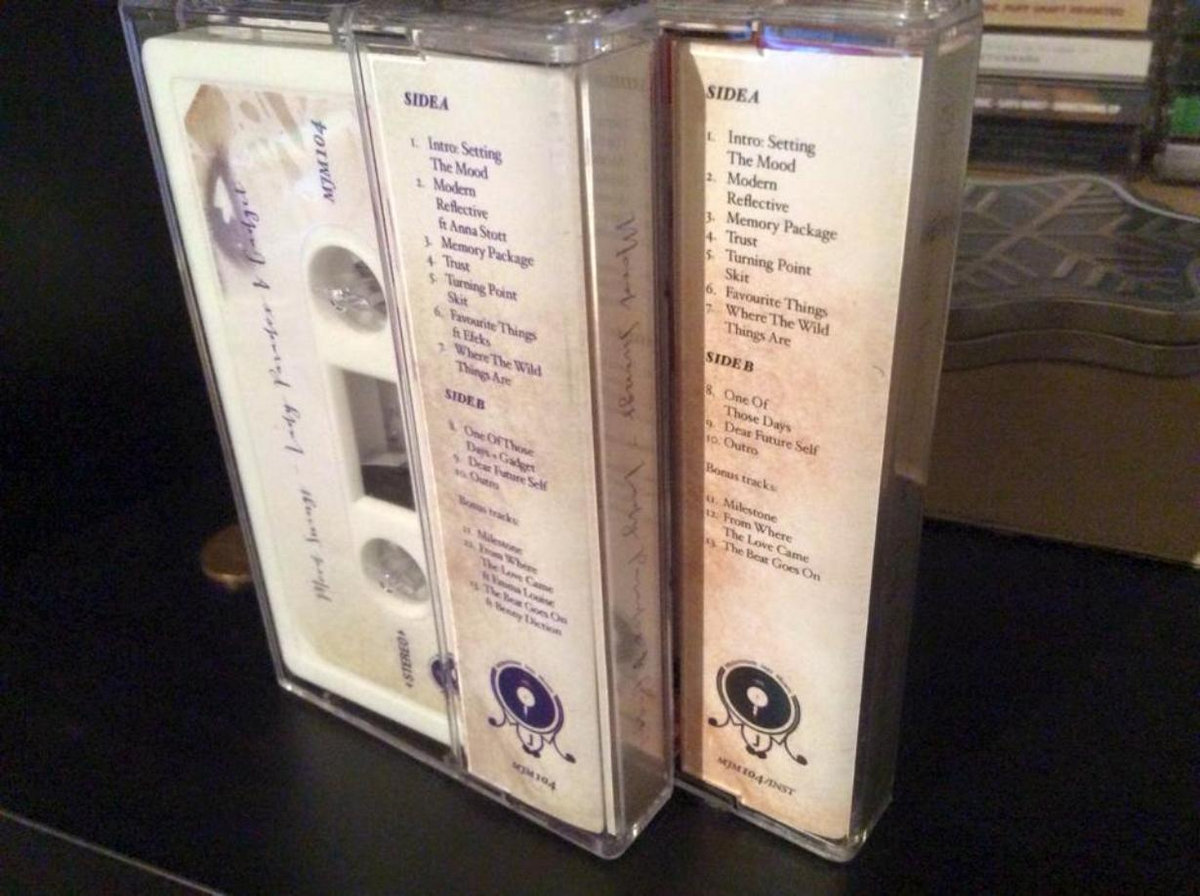 MJM104
STEREO
SIDE A
1. Intro: Setting
The Mood
2. Modern
Reflective
ft Anna Stott
3. Memory Package
4. Trust
5. Turning Point
Skit
6. Favourite Things
ft Efeks
7. Where The Wild
Things Are
SIDE B
8. One Of Those
Days + Gadget
9. Dear Future Self
10. Outro
Bonus tracks:
11. Milestone
12. From Where
The Love Came
ft Emma Louise
13. The Beat Goes On
ft Benny Diction
MJM104
SIDE A
1. Intro: Setting
The Mood
2. Modern
Reflective
3. Memory Package
4. Trust
5. Turning Point
Skit
6. Favourite Things
7. Where The Wild
Things Are
SIDE B
8. One Of
Those Days
9. Dear Future Self
10. Outro
Bonus tracks:
11. Milestone
12. From Where
The Love Came
13. The Beat Goes On
MJM104/INST